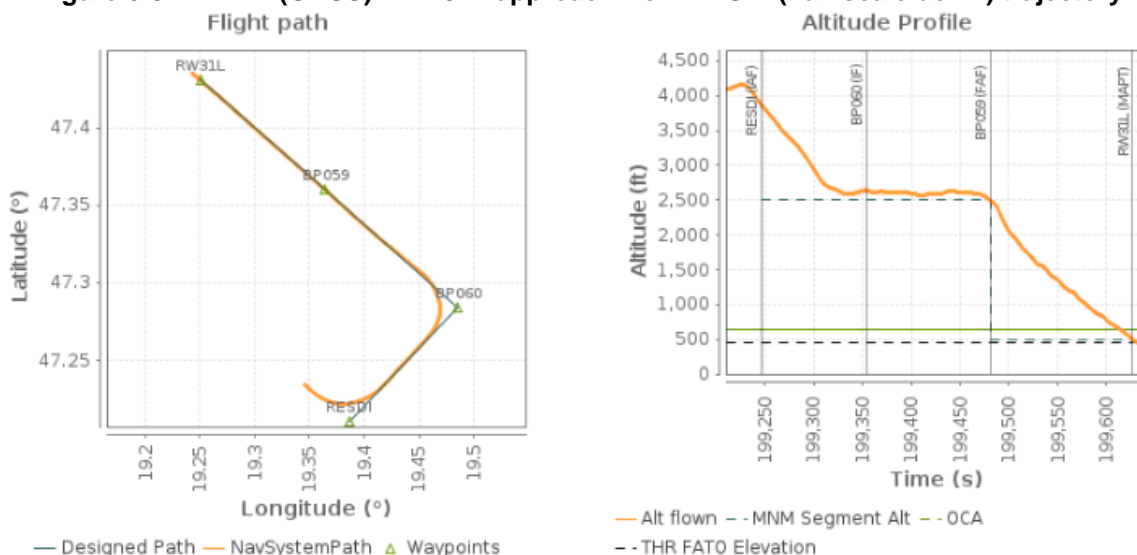 Flight path
RW31L
BP059
BP060
RESDI
47.4
47.35
47.3
47.25
Latitude (°)
19.2
19.25
19.3
19.35
19.4
19.45
19.5
Longitude (°)
Designed Path
NavSystemPath
Waypoints
Altitude Profile
4,500
4,000
3,500
3,000
2,500
2,000
1,500
1,000
500
0
Altitude (ft)
RESDI (IAF)
BP060 (IF)
BP059 (FAF)
RW31L (MAPT)
199,250
199,300
199,350
199,400
199,450
199,500
199,550
199,600
Time (s)
Alt flown
MNM Segment Alt
OCA
THR FATO Elevation